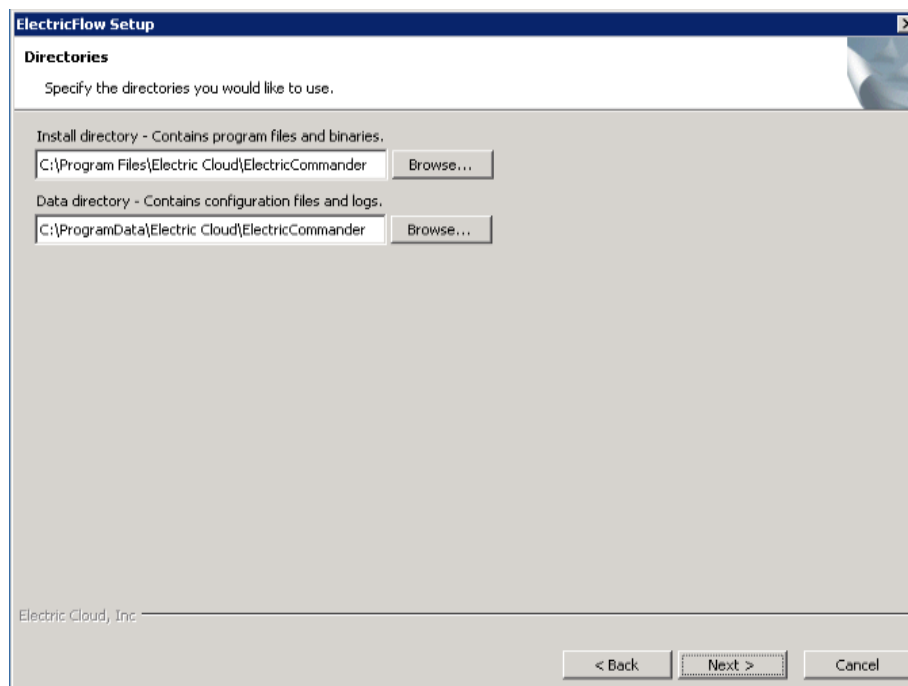 ElectricFlow Setup
Directories
Specify the directories you would like to use.
Install directory - Contains program files and binaries.
C:\Program Files\Electric Cloud\ElectricCommander Browse...
Data directory - Contains configuration files and logs.
C:\ProgramData\Electric Cloud\ElectricCommander Browse...
Electric Cloud, Inc
< Back Next > Cancel